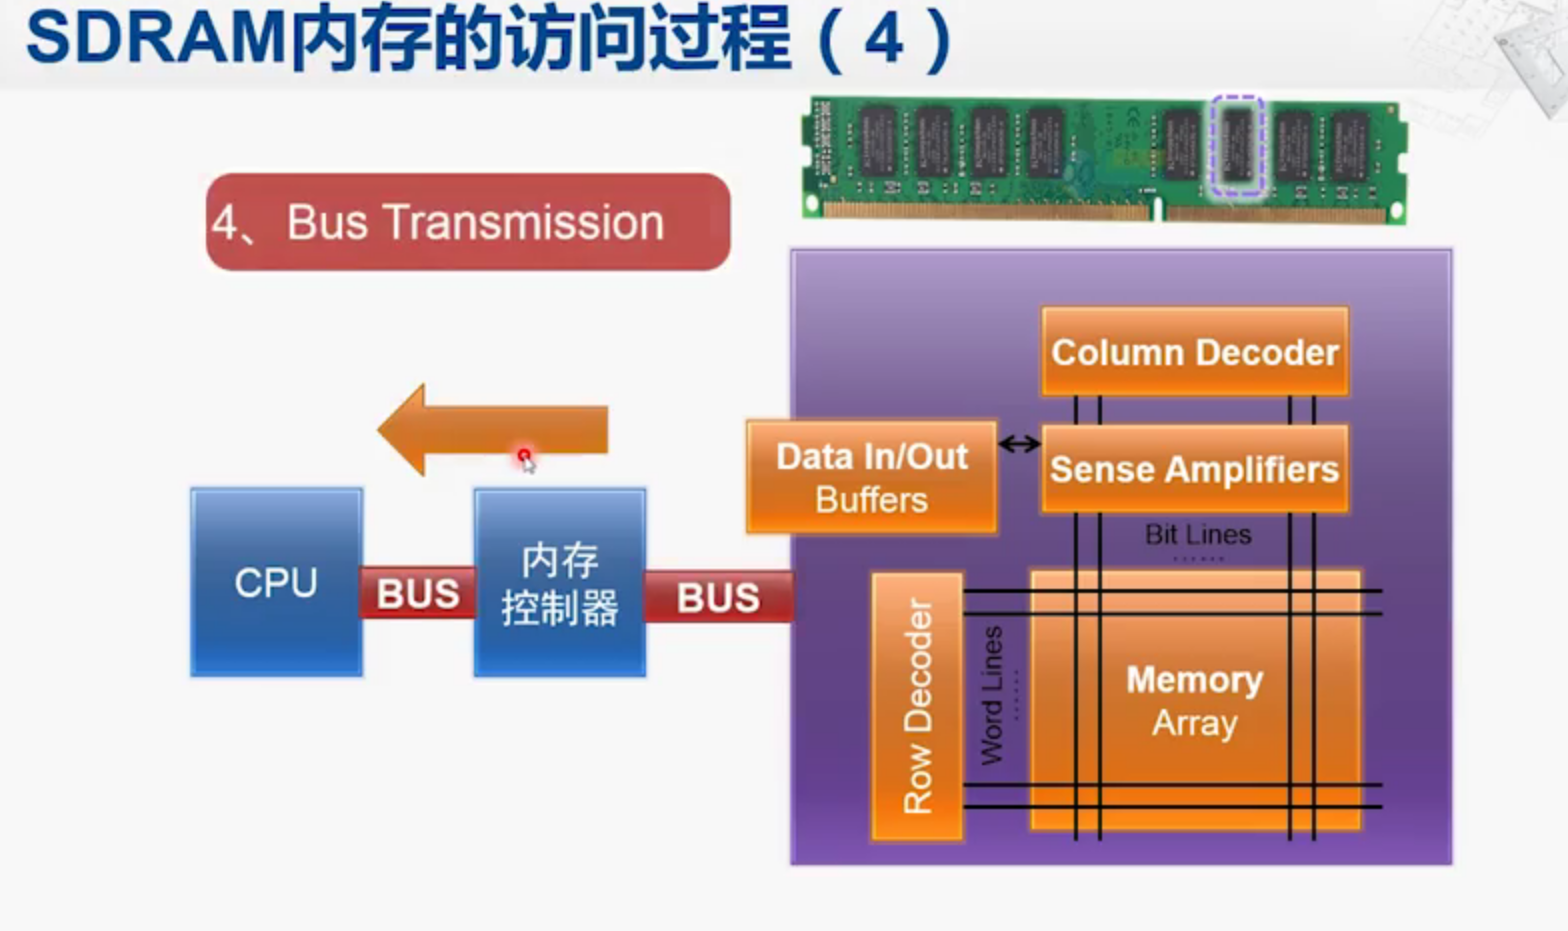 SDRAM内存的访问过程（4）
4、Bus Transmission
Column Decoder
Data In/Out
Buffers
Sense Amplifiers
Bit Lines
......
CPU
BUS
内存
控制器
BUS
Row Decoder
Word Lines
......
Memory
Array